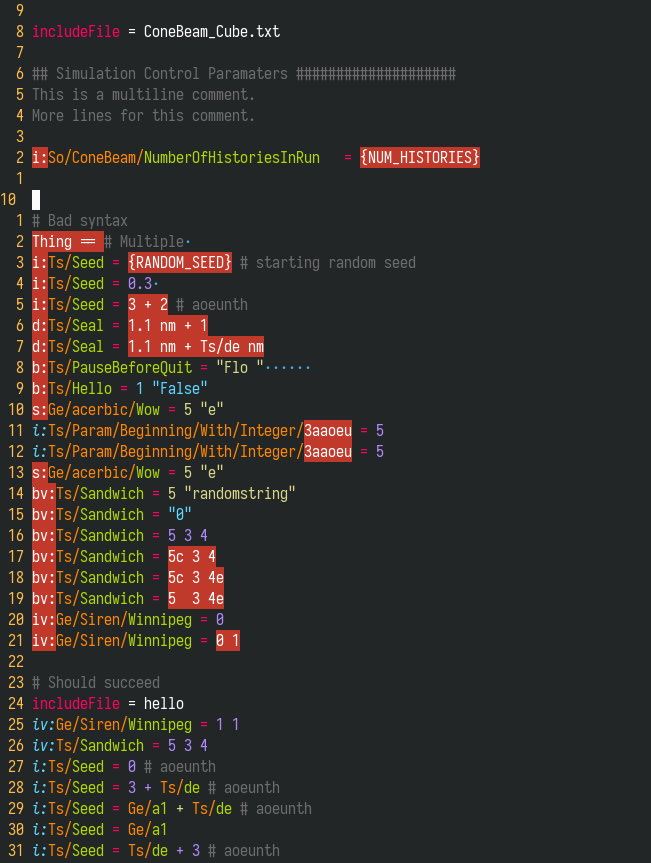 9
8 includeFile = ConeBeam_Cube.txt
7
6 ## Simulation Control Paramaters ####################
5 This is a multiline comment.
4 More lines for this comment.
3
2 i:So/ConeBeam/NumberOfHistoriesInRun   = {NUM_HISTORIES}
1
10
1 # Bad syntax
2 Thing == # Multiple·
3 i:Ts/Seed = {RANDOM_SEED} # starting random seed
4 i:Ts/Seed = 0.3·
5 i:Ts/Seed = 3 + 2 # aoeunth
6 d:Ts/Seal = 1.1 nm + 1
7 d:Ts/Seal = 1.1 nm + Ts/de nm
8 b:Ts/PauseBeforeQuit = "Flo "······
9 b:Ts/Hello = 1 "False"
10 s:Ge/acerbic/Wow = 5 "e"
11 i:Ts/Param/Beginning/With/Integer/3aaoeu = 5
12 i:Ts/Param/Beginning/With/Integer/3aaoeu = 5
13 s:Ge/acerbic/Wow = 5 "e"
14 bv:Ts/Sandwich = 5 "randomstring"
15 bv:Ts/Sandwich = "0"
16 bv:Ts/Sandwich = 5 3 4
17 bv:Ts/Sandwich = 5c 3 4
18 bv:Ts/Sandwich = 5c 3 4e
19 bv:Ts/Sandwich = 5  3 4e
20 iv:Ge/Siren/Winnipeg = 0
21 iv:Ge/Siren/Winnipeg = 0 1
22
23 # Should succeed
24 includeFile = hello
25 iv:Ge/Siren/Winnipeg = 1 1
26 iv:Ts/Sandwich = 5 3 4
27 i:Ts/Seed = 0 # aoeunth
28 i:Ts/Seed = 3 + Ts/de # aoeunth
29 i:Ts/Seed = Ge/a1 + Ts/de # aoeunth
30 i:Ts/Seed = Ge/a1
31 i:Ts/Seed = Ts/de + 3 # aoeunth